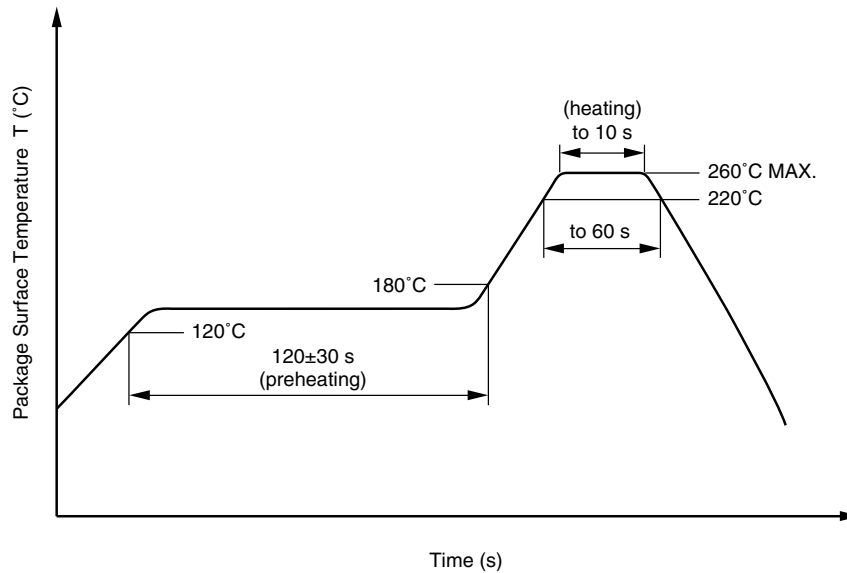 Package Surface Temperature T (˚C)
(heating)
to 10 s
260˚C MAX.
220˚C
to 60 s
180˚C
120˚C
120±30 s
(preheating)
Time (s)